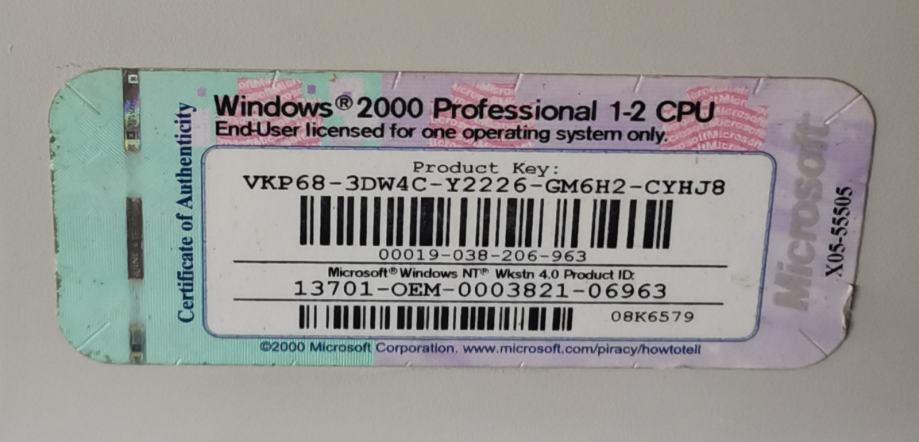 Windows® 2000 Professional 1-2 CPU
End-User licensed for one operating system only.
Certificate of Authenticity
Product Key:
VKP68-3DW4C-Y2226-GM6H2-CYHJ8
00019-038-206-963
Microsoft® Windows NT® Wkstn 4.0 Product ID:
13701-OEM-0003821-06963
08K6579
©2000 Microsoft Corporation. www.microsoft.com/piracy/howtotell
Microsoft
X05-55505